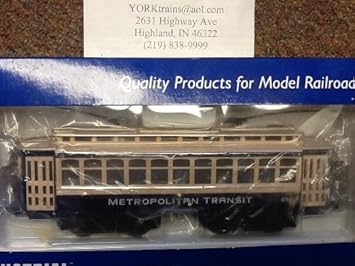 YORKtrains@aol.com
2631 Highway Ave
Highland, IN 46322
(219) 838-9999
Quality Products for Model Railroad
METROPOLITAN TRANSIT